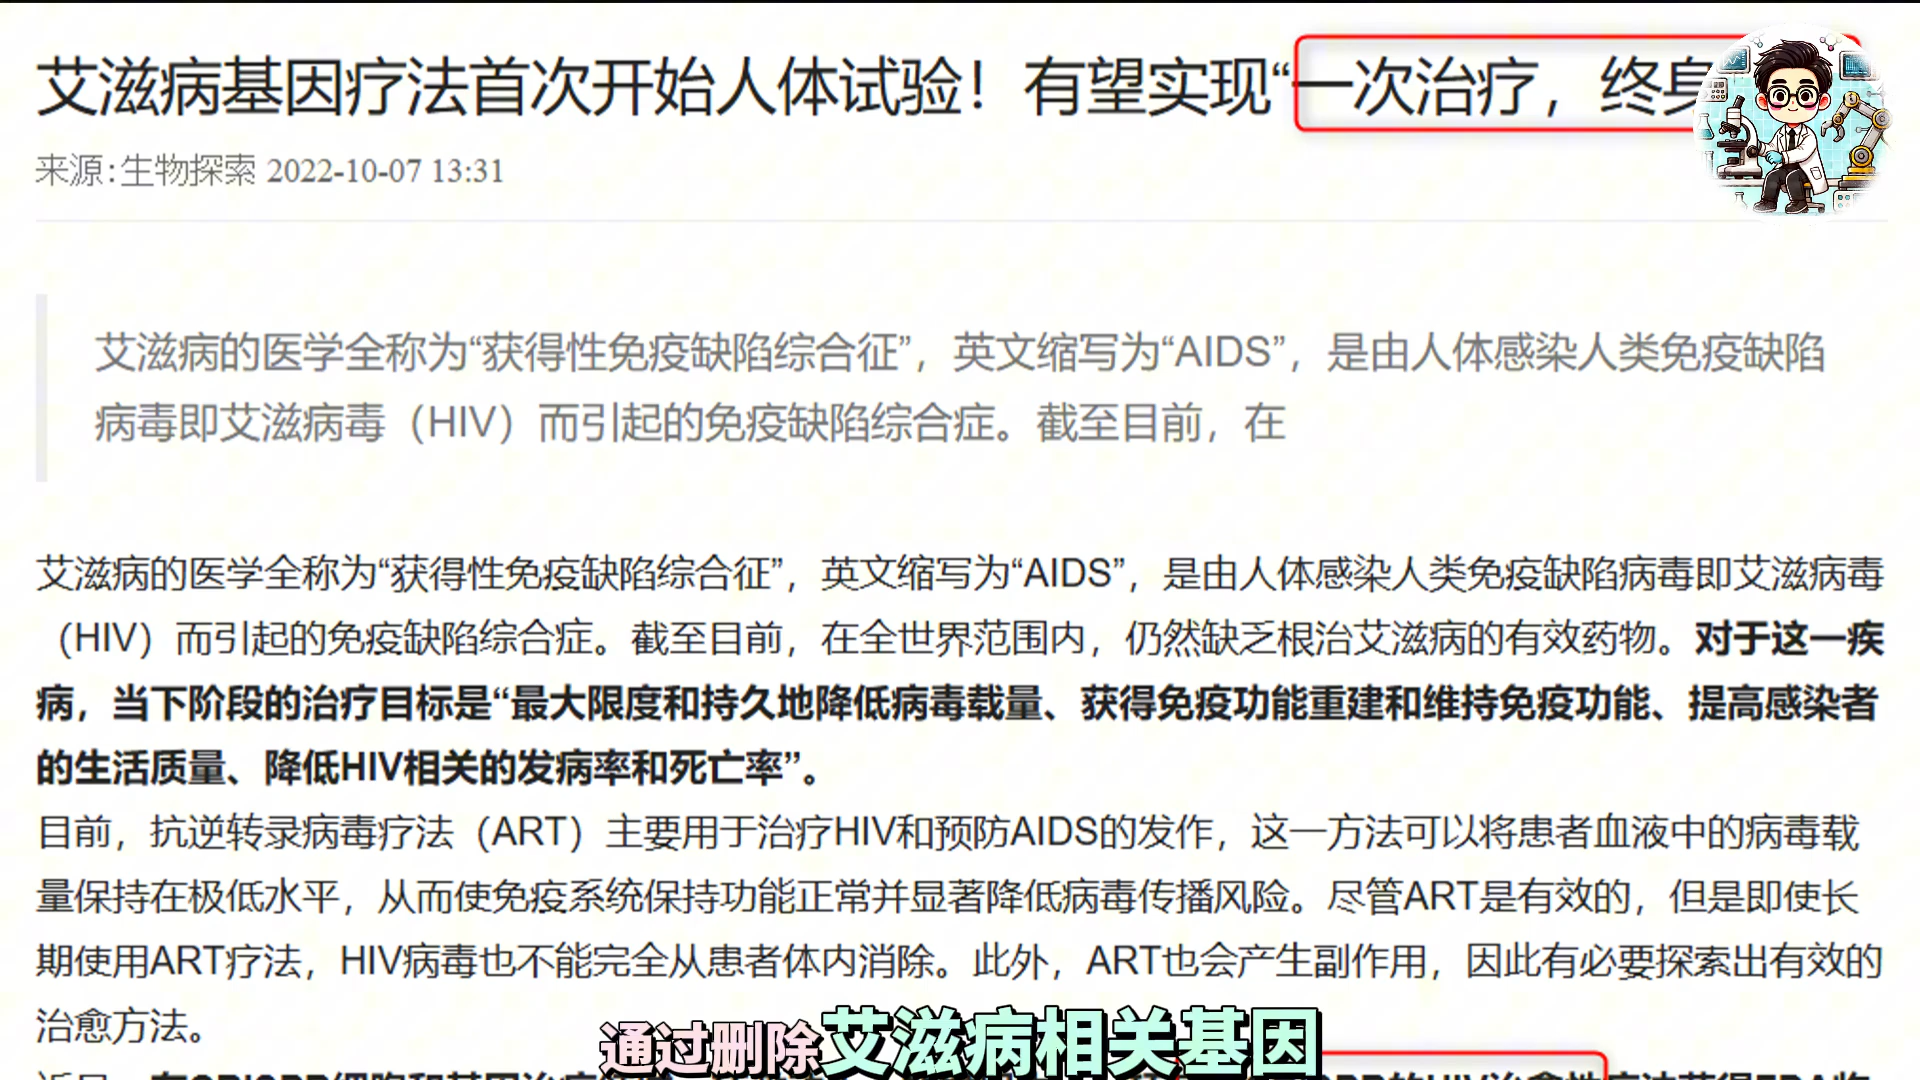 艾滋病基因疗法首次开始人体试验！有望实现“一次治疗，终身
来源:生物探索 2022-10-07 13:31
艾滋病的医学全称为“获得性免疫缺陷综合征”，英文缩写为“AIDS”，是由人体感染人类免疫缺陷
病毒即艾滋病毒（HIV）而引起的免疫缺陷综合症。截至目前，在
艾滋病的医学全称为“获得性免疫缺陷综合征”，英文缩写为“AIDS”，是由人体感染人类免疫缺陷病毒即艾滋病毒
（HIV）而引起的免疫缺陷综合症。截至目前，在全世界范围内，仍然缺乏根治艾滋病的有效药物。对于这一疾
病，当下阶段的治疗目标是“最大限度和持久地降低病毒载量、获得免疫功能重建和维持免疫功能、提高感染者
的生活质量、降低HIV相关的发病率和死亡率”。
目前，抗逆转录病毒疗法（ART）主要用于治疗HIV和预防AIDS的发作，这一方法可以将患者血液中的病毒载
量保持在极低水平，从而使免疫系统保持功能正常并显著降低病毒传播风险。尽管ART是有效的，但是即使长
期使用ART疗法，HIV病毒也不能完全从患者体内消除。此外，ART也会产生副作用，因此有必要探索出有效的
治愈方法。
通过删除艾滋病相关基因